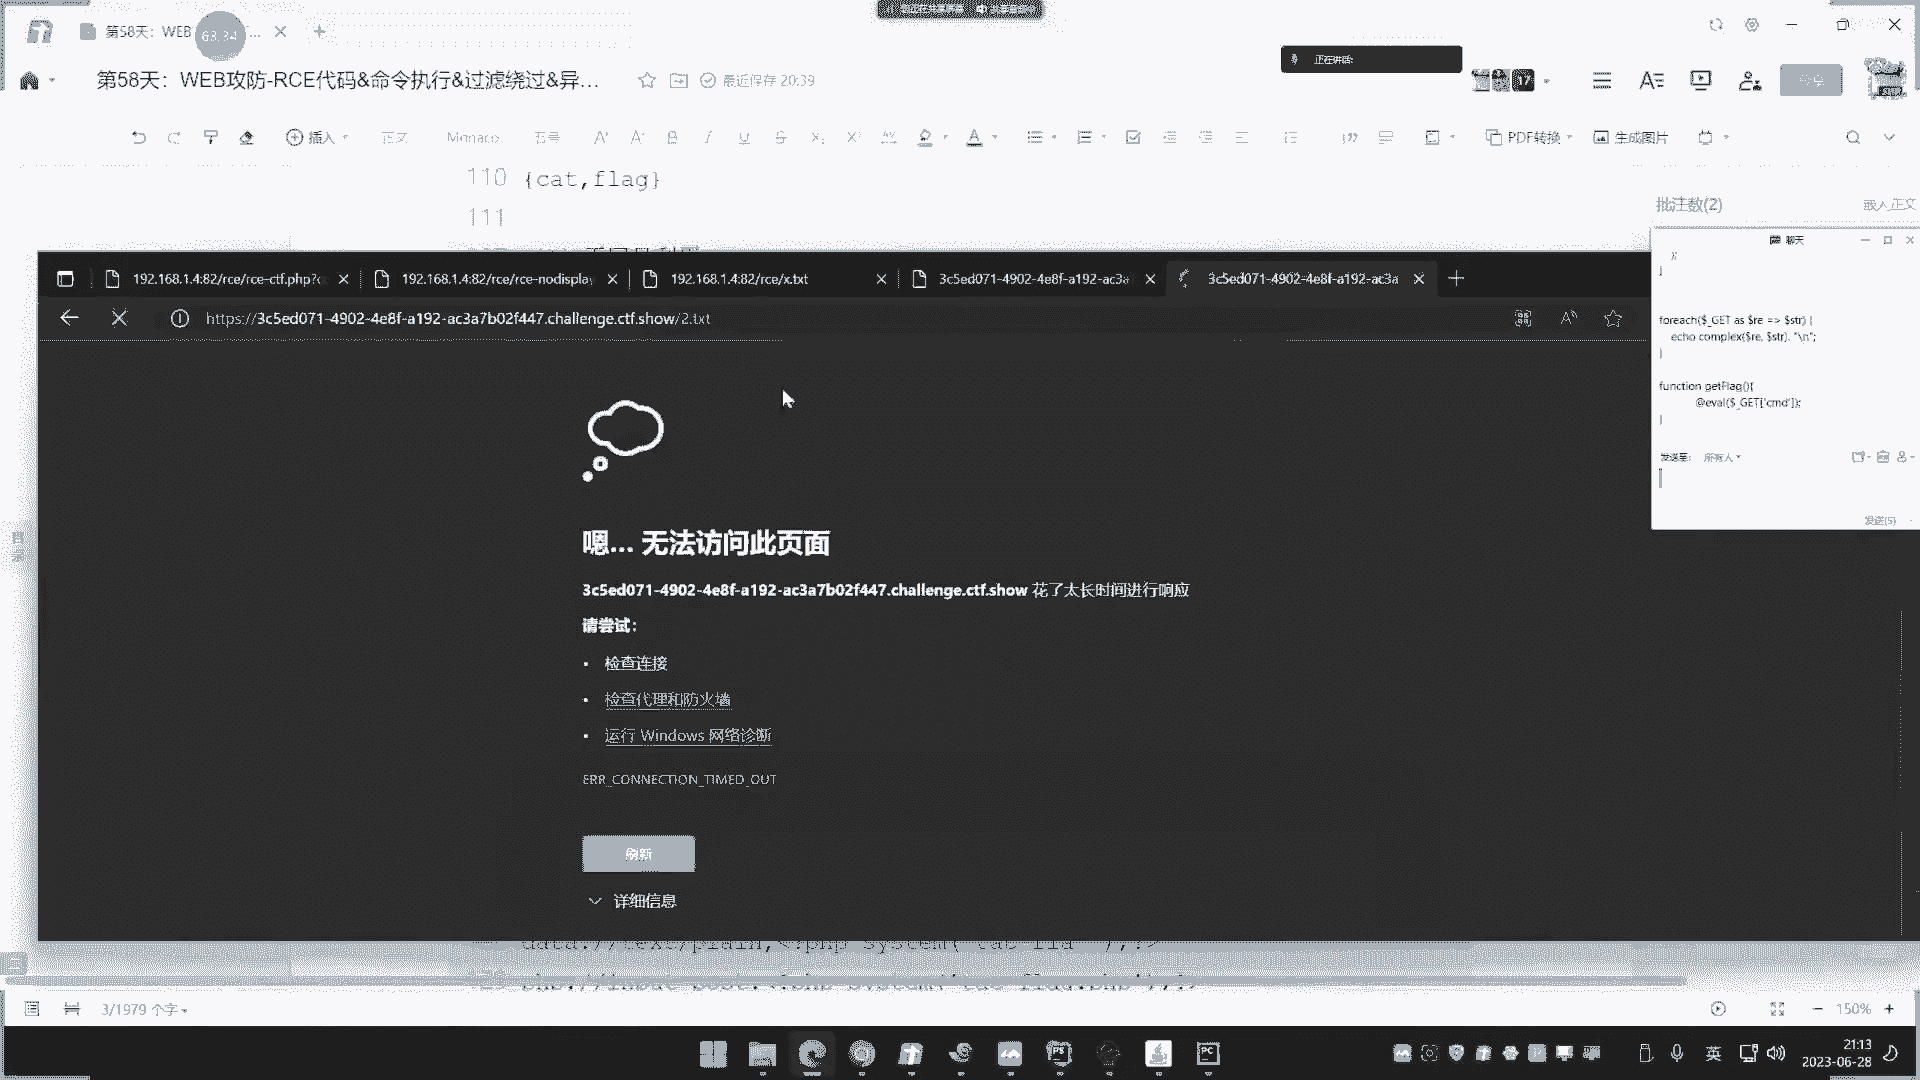 第58天：WEB
63.34
...
正在讲话:
第58天：WEB攻防-RCE代码&命令执行&过滤绕过&异...
最近保存 20:39
17
分享
插入
正文
Monaco
五号
PDF转换
生成图片
110 {cat,flag}
111
批注数(2)
嵌入正文
聊天
192.168.1.4:82/rce/rce-ctf.php?c
192.168.1.4:82/rce/rce-nodisplay
192.168.1.4:82/rce/x.txt
3c5ed071-4902-4e8f-a192-ac3a
3c5ed071-4902-4e8f-a192-ac3a
https://3c5ed071-4902-4e8f-a192-ac3a7b02f447.challenge.ctf.show/2.txt
foreach($_GET as $re => $str) {
echo complex($re, $str). "\n";
}
function getFlag(){
@eval($_GET['cmd']);
}
发送至: 所有人
发送(S)
嗯... 无法访问此页面
3c5ed071-4902-4e8f-a192-ac3a7b02f447.challenge.ctf.show 花了太长时间进行响应
请尝试：
• 检查连接
• 检查代理和防火墙
• 运行 Windows 网络诊断
ERR_CONNECTION_TIMED_OUT
刷新
详细信息
3/1979 个字
150%
英
21:13
2023-06-28